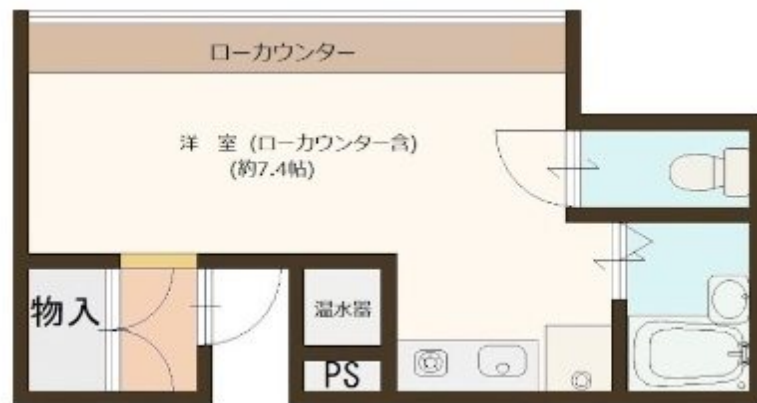 ローカウンター
洋 室 (ローカウンター含)
(約7.4帖)
物入
温水器
PS